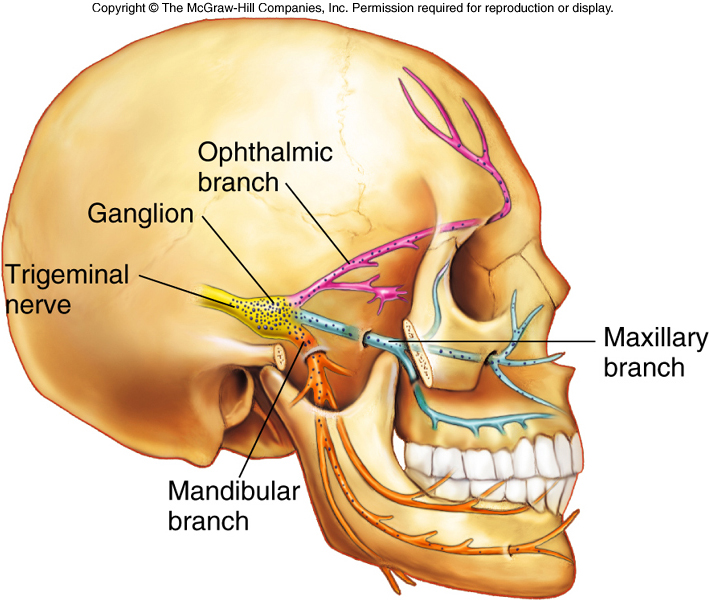 Copyright © The McGraw-Hill Companies, Inc. Permission required for reproduction or display.
Ophthalmic
branch
Ganglion
Trigeminal
nerve
Maxillary
branch
Mandibular
branch